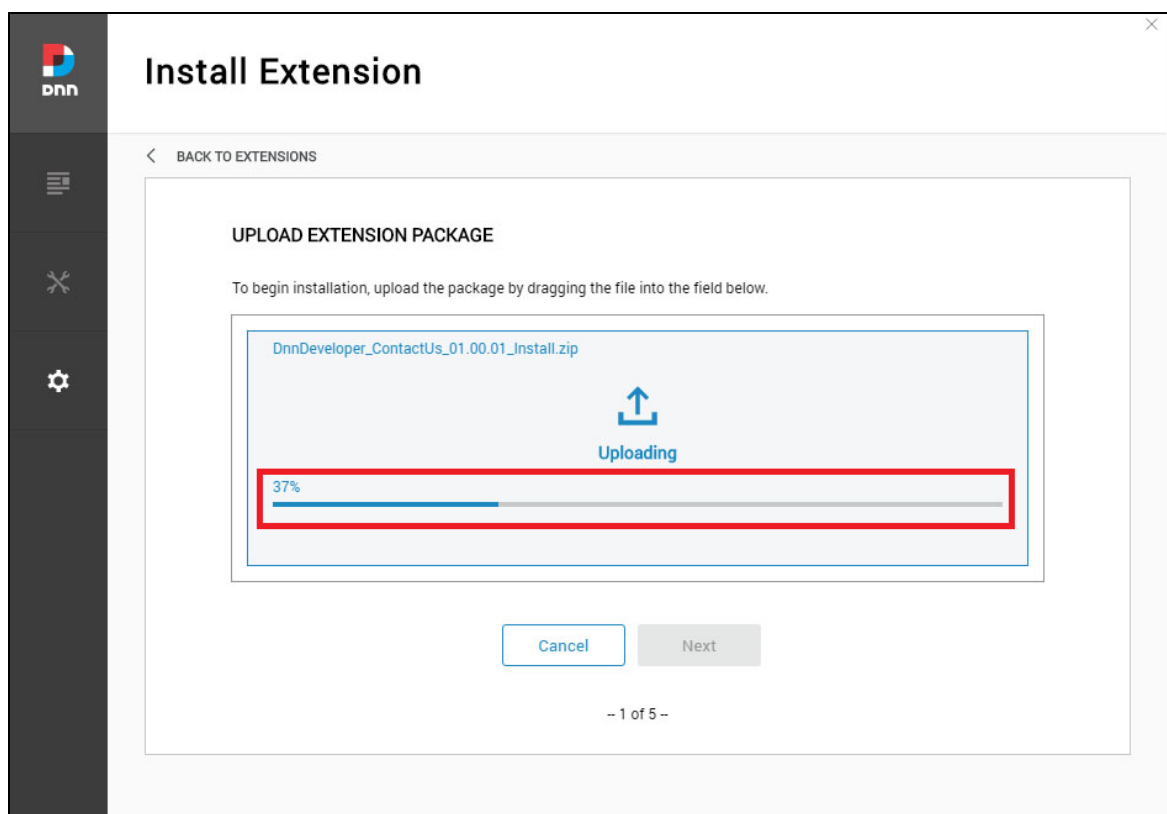 DNN
Install Extension
BACK TO EXTENSIONS
UPLOAD EXTENSION PACKAGE
To begin installation, upload the package by dragging the file into the field below.
DnnDeveloper_ContactUs_01.00.01_Install.zip
Uploading
37%
Cancel Next
-- 1 of 5 --